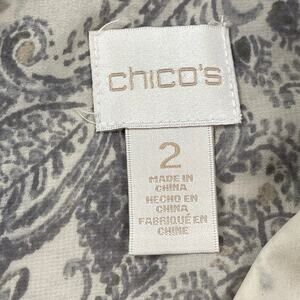 chico's
2
MADE IN
CHINA
HECHO EN
CHINA
FABRIQUÉ EN
CHINE